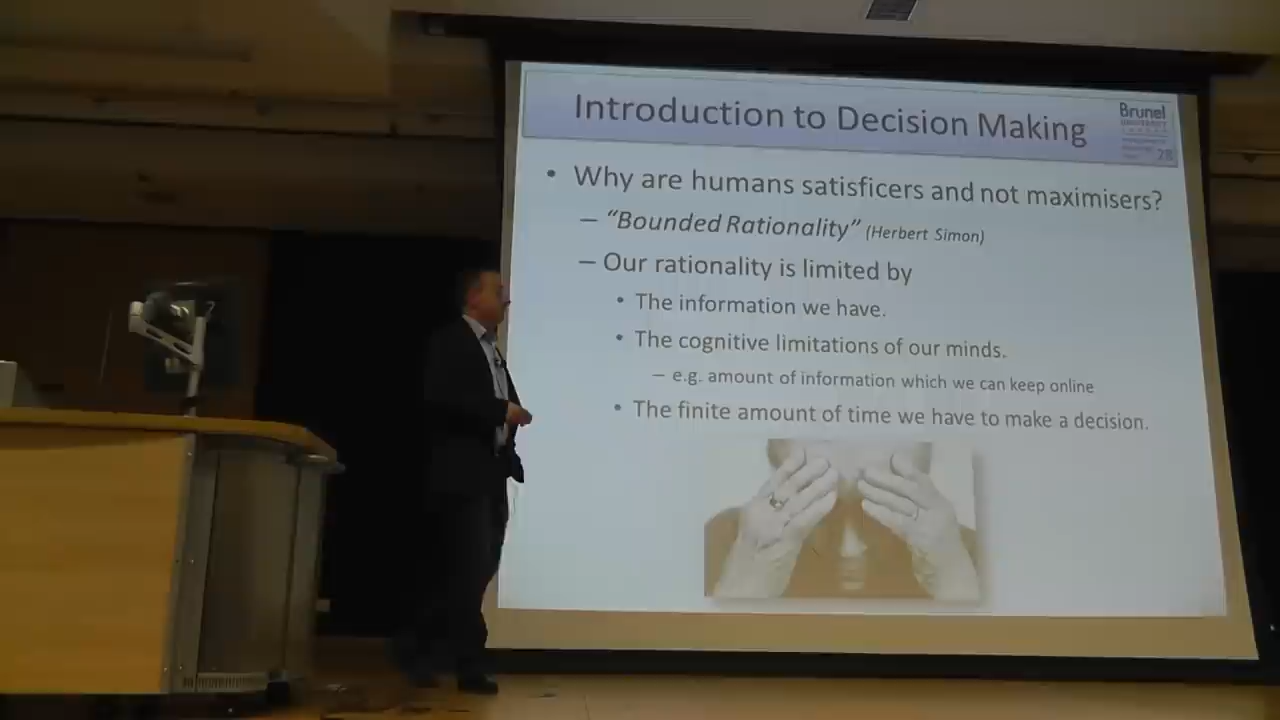 Introduction to Decision Making
Brunel
UNIVERSITY
28
• Why are humans satisficers and not maximisers?
– “Bounded Rationality” (Herbert Simon)
– Our rationality is limited by
• The information we have.
• The cognitive limitations of our minds.
– e.g. amount of information which we can keep online
• The finite amount of time we have to make a decision.